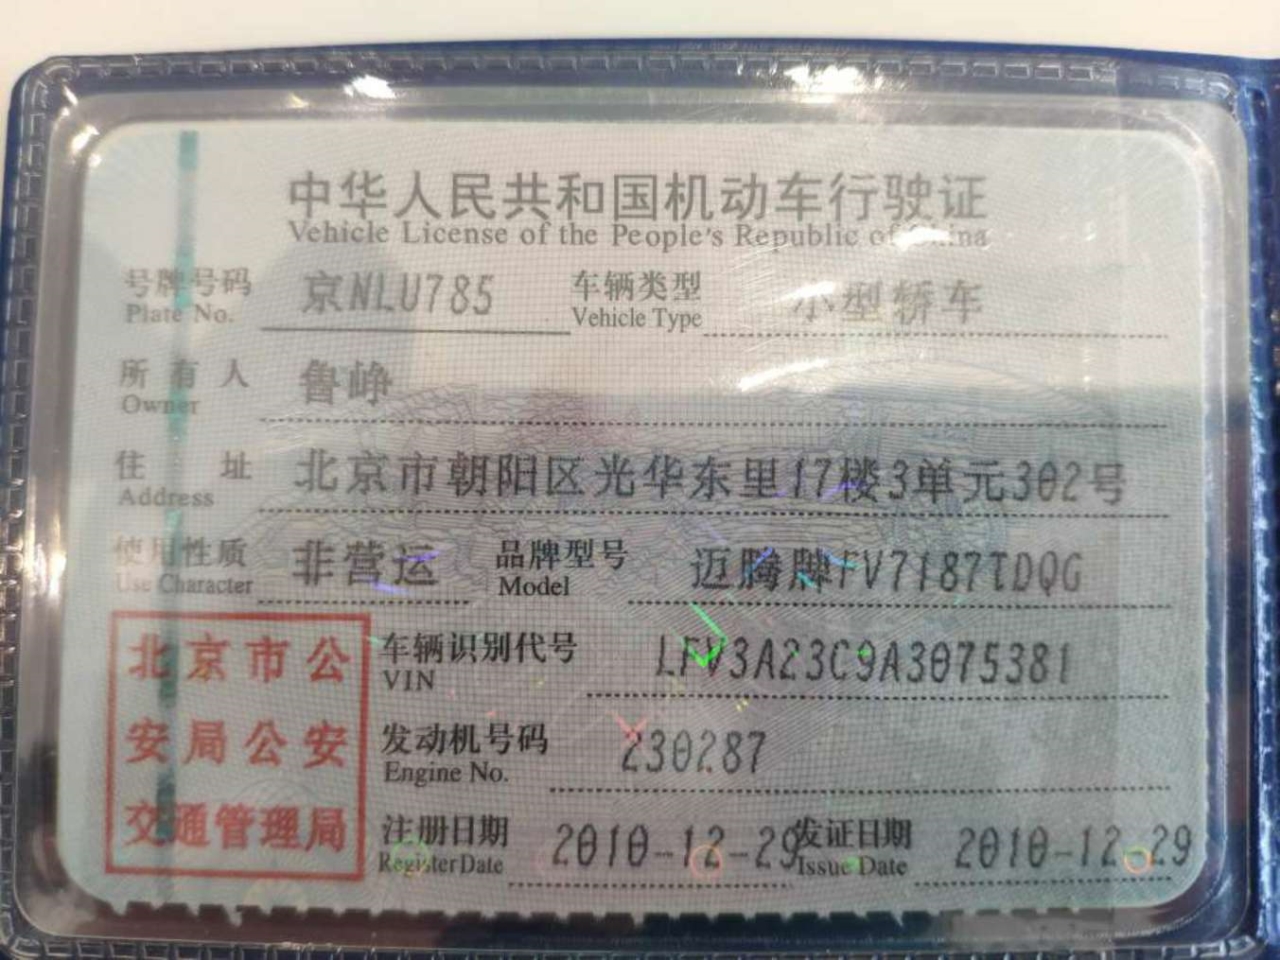 中华人民共和国机动车行驶证
Vehicle License of the People's Republic of China
号牌号码 京NLU785 车辆类型 小型轿车
Plate No. Vehicle Type
所有人 鲁峥
Owner
住址 北京市朝阳区光华东里17楼3单元302号
Address
使用性质 非营运 品牌型号 迈腾牌FV7187TDQG
Use Character Model
北京市公
安局公安
交通管理局
车辆识别代号 LFV3A23C9A3075381
VIN
发动机号码 230287
Engine No.
注册日期 2010-12-29 发证日期 2010-12-29
Register Date Issue Date